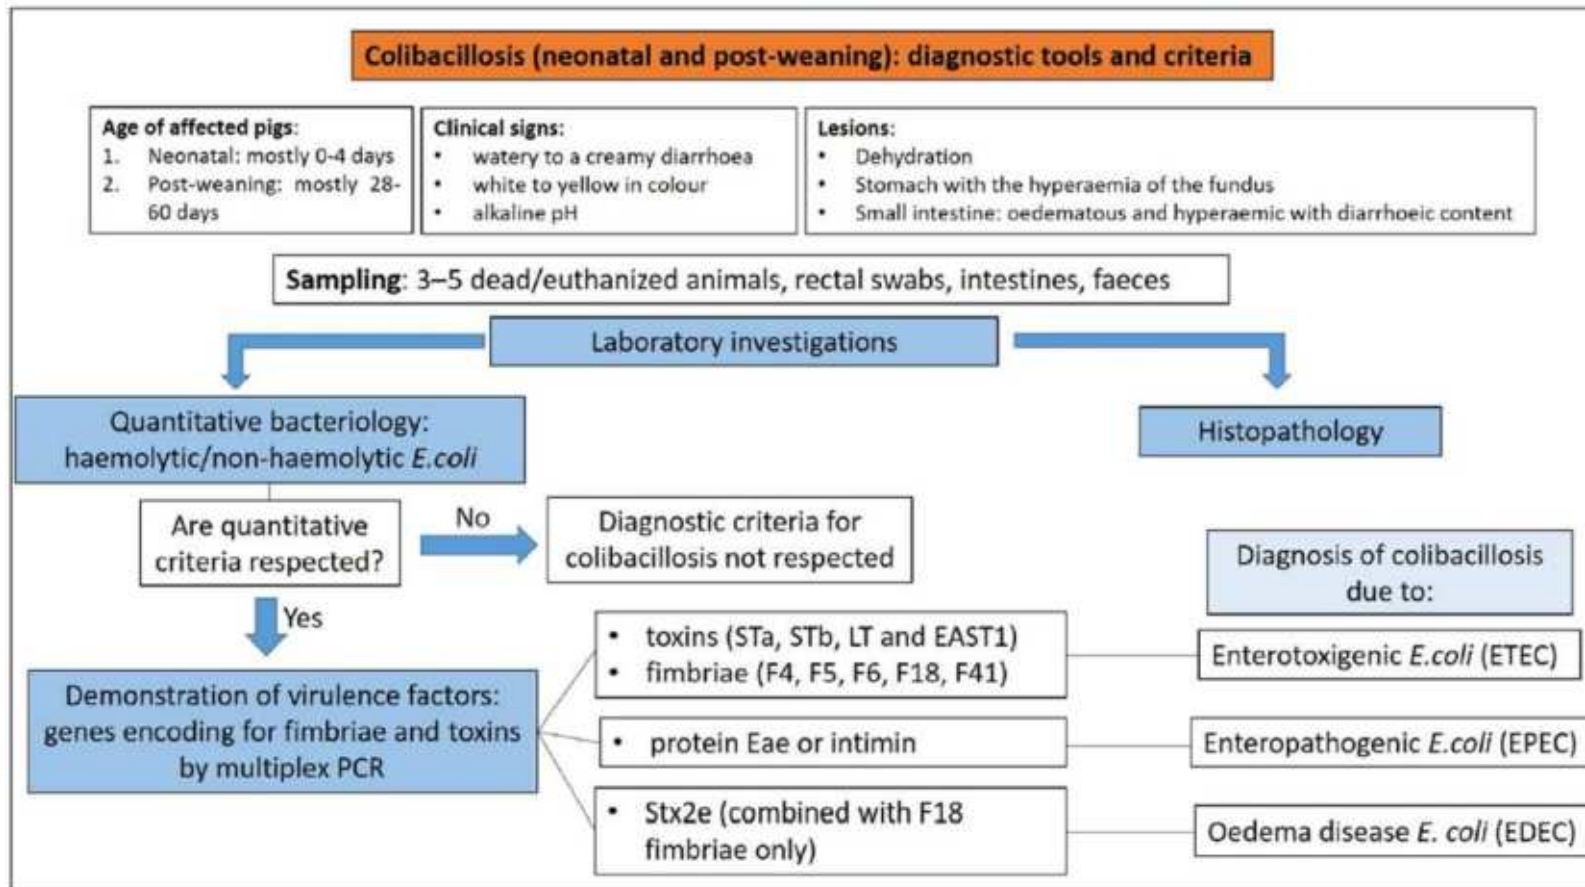 Colibacillosis (neonatal and post-weaning): diagnostic tools and criteria
Age of affected pigs:
1. Neonatal: mostly 0-4 days
2. Post-weaning: mostly 28-
60 days
Clinical signs:
• watery to a creamy diarrhoea
• white to yellow in colour
• alkaline pH
Lesions:
• Dehydration
• Stomach with the hyperaemia of the fundus
• Small intestine: oedematous and hyperaemic with diarrhoeic content
Sampling: 3–5 dead/euthanized animals, rectal swabs, intestines, faeces
Laboratory investigations
Quantitative bacteriology:
haemolytic/non-haemolytic E.coli
Histopathology
Are quantitative
criteria respected?
No
Diagnostic criteria for
colibacillosis not respected
Yes
Demonstration of virulence factors:
genes encoding for fimbriae and toxins
by multiplex PCR
• toxins (STa, STb, LT and EAST1)
• fimbriae (F4, F5, F6, F18, F41)
• protein Eae or intimin
• Stx2e (combined with F18
fimbriae only)
Diagnosis of colibacillosis
due to:
Enterotoxigenic E.coli (ETEC)
Enteropathogenic E.coli (EPEC)
Oedema disease E. coli (EDEC)